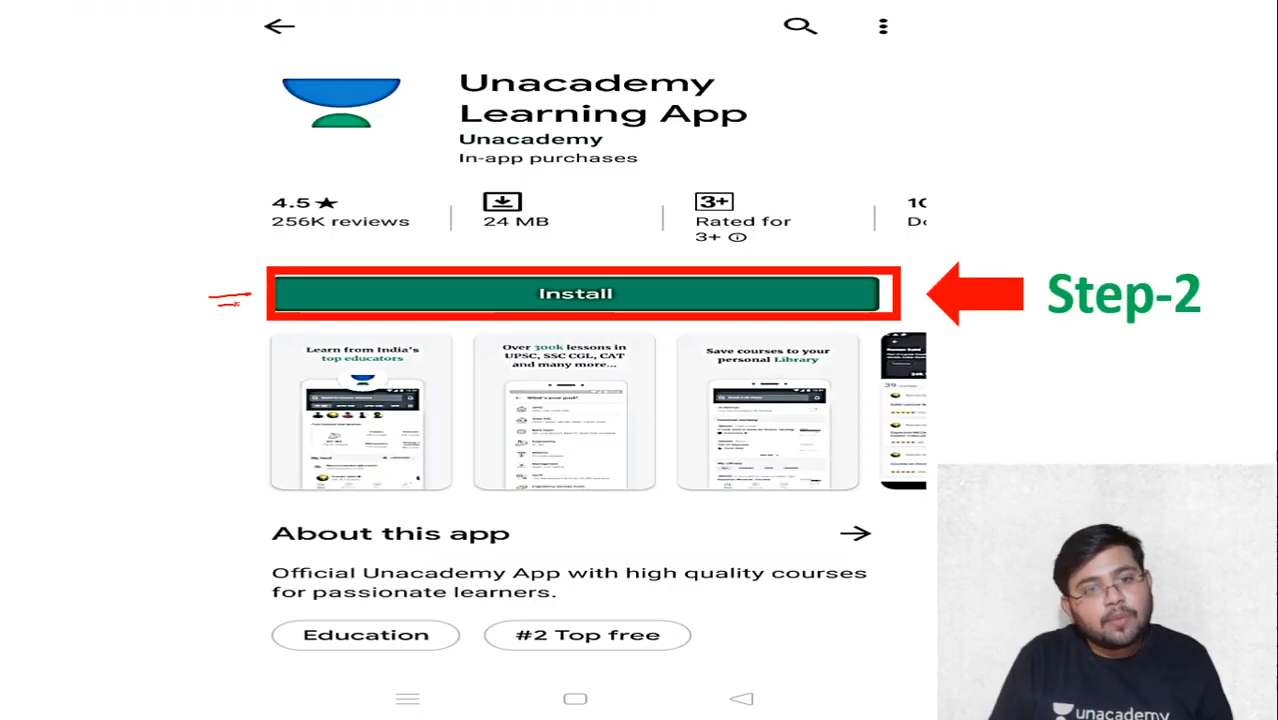 Unacademy
Learning App
Unacademy
In-app purchases
4.5★
256K reviews
24 MB
3+
Rated for
3+
Install
Step-2
Learn from India's
top educators
Over 300k lessons in
UPSC, SSC CGL, CAT
and many more...
What's your goal?
Save courses to your
personal Library
About this app
Official Unacademy App with high quality courses
for passionate learners.
Education
#2 Top free
unacademy